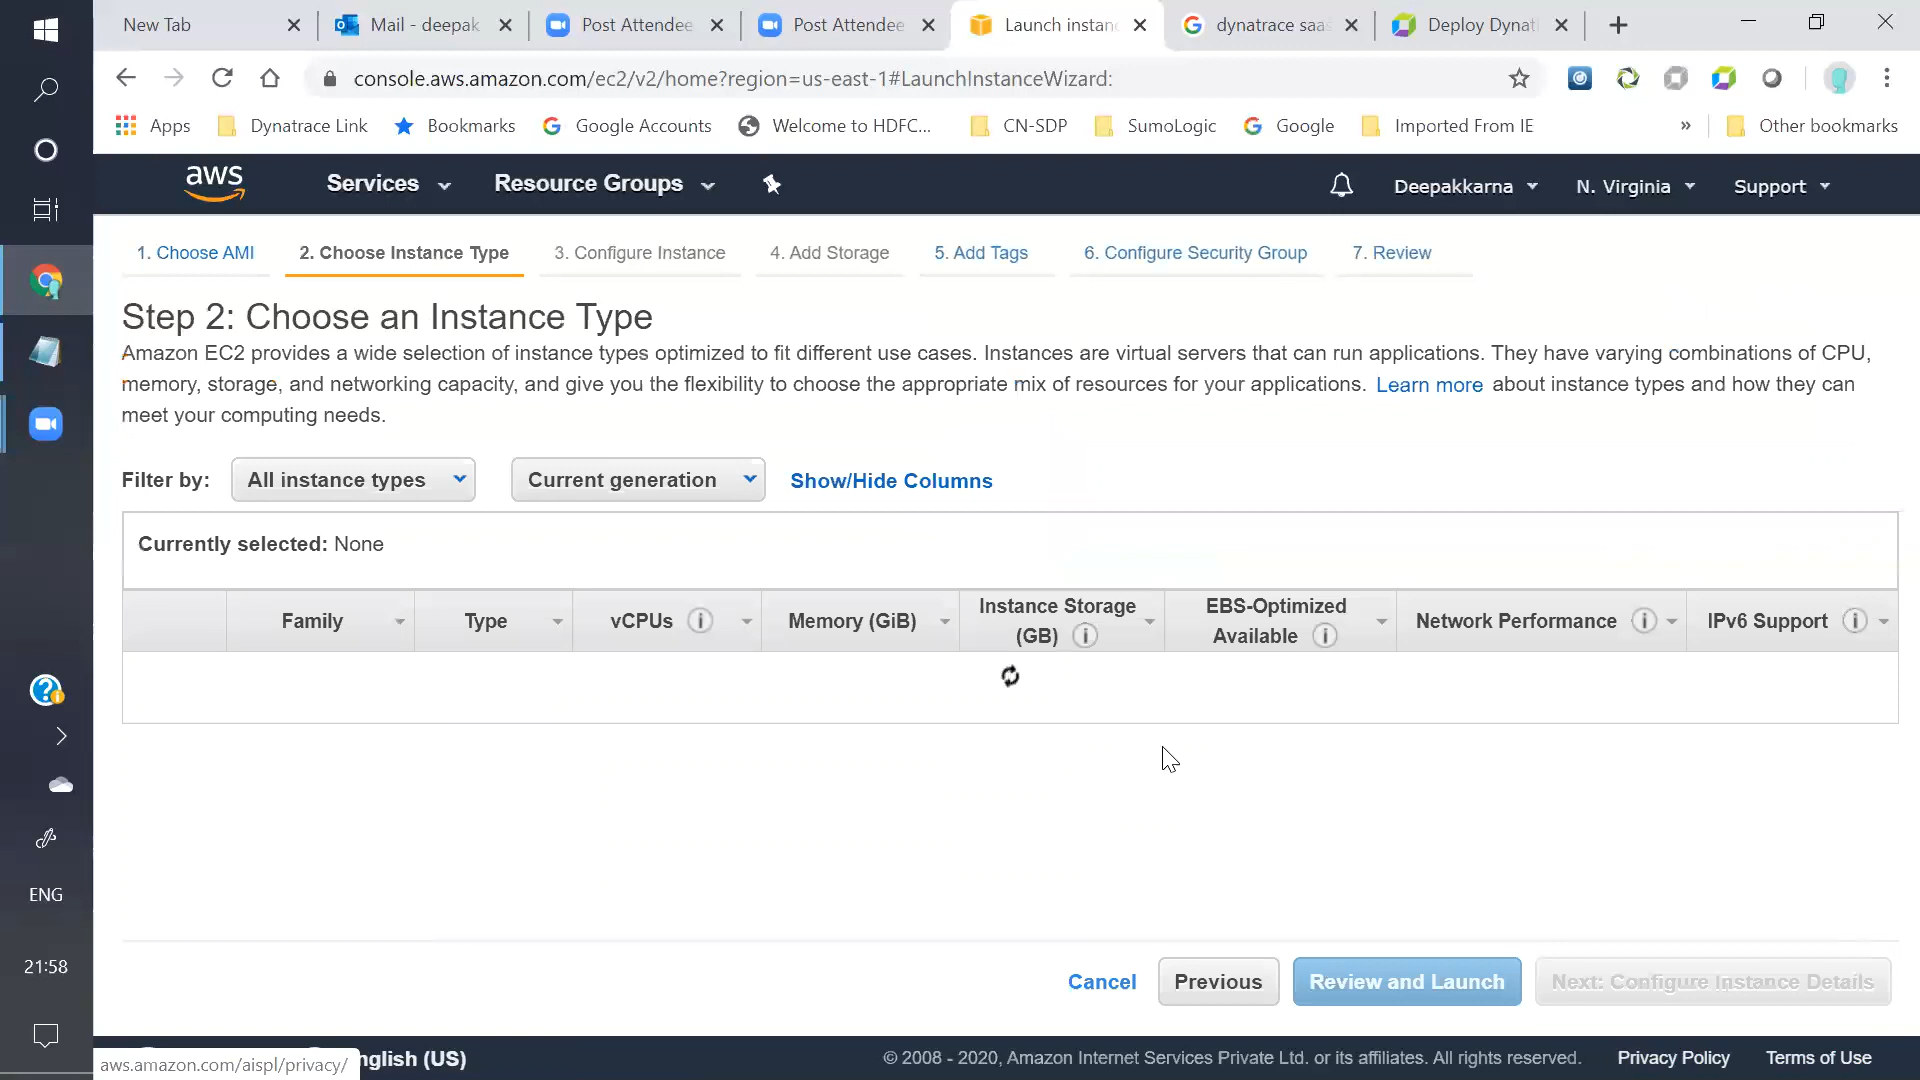 New Tab
Mail - deepak
Post Attendee
Post Attendee
Launch instanc
dynatrace saas
Deploy Dynat
console.aws.amazon.com/ec2/v2/home?region=us-east-1#LaunchInstanceWizard:
Apps
Dynatrace Link
Bookmarks
Google Accounts
Welcome to HDFC...
CN-SDP
SumoLogic
Google
Imported From IE
»
Other bookmarks
aws
Services
Resource Groups
Deepakkarna
N. Virginia
Support
1. Choose AMI
2. Choose Instance Type
3. Configure Instance
4. Add Storage
5. Add Tags
6. Configure Security Group
7. Review
Step 2: Choose an Instance Type
Amazon EC2 provides a wide selection of instance types optimized to fit different use cases. Instances are virtual servers that can run applications. They have varying combinations of CPU,
memory, storage, and networking capacity, and give you the flexibility to choose the appropriate mix of resources for your applications. Learn more about instance types and how they can
meet your computing needs.
Filter by:
All instance types
Current generation
Show/Hide Columns
Currently selected: None
Family
Type
vCPUs
Memory (GiB)
Instance Storage
(GB)
EBS-Optimized
Available
Network Performance
IPv6 Support
Cancel
Previous
Review and Launch
Next: Configure Instance Details
ENG
21:58
aws.amazon.com/aispl/privacy/
nglish (US)
© 2008 - 2020, Amazon Internet Services Private Ltd. or its affiliates. All rights reserved.
Privacy Policy
Terms of Use